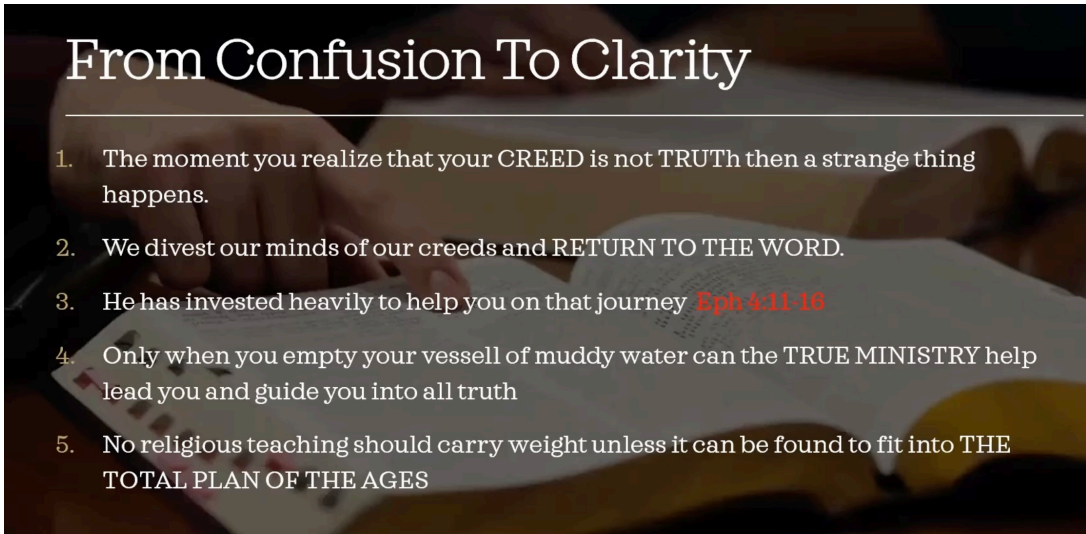 From Confusion To Clarity
1. The moment you realize that your CREED is not TRUTh then a strange thing
happens.
2. We divest our minds of our creeds and RETURN TO THE WORD.
3. He has invested heavily to help you on that journey Eph 4:11-16
4. Only when you empty your vessell of muddy water can the TRUE MINISTRY help
lead you and guide you into all truth
5. No religious teaching should carry weight unless it can be found to fit into THE
TOTAL PLAN OF THE AGES